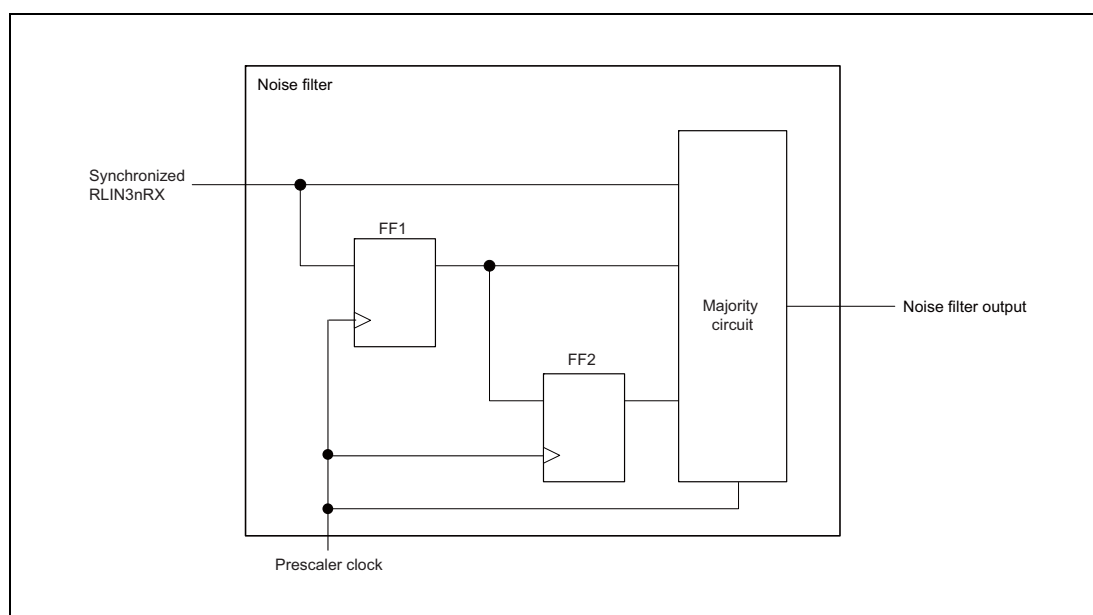 Noise filter
Synchronized
RLIN3nRX
FF1
Majority
circuit
Noise filter output
FF2
Prescaler clock